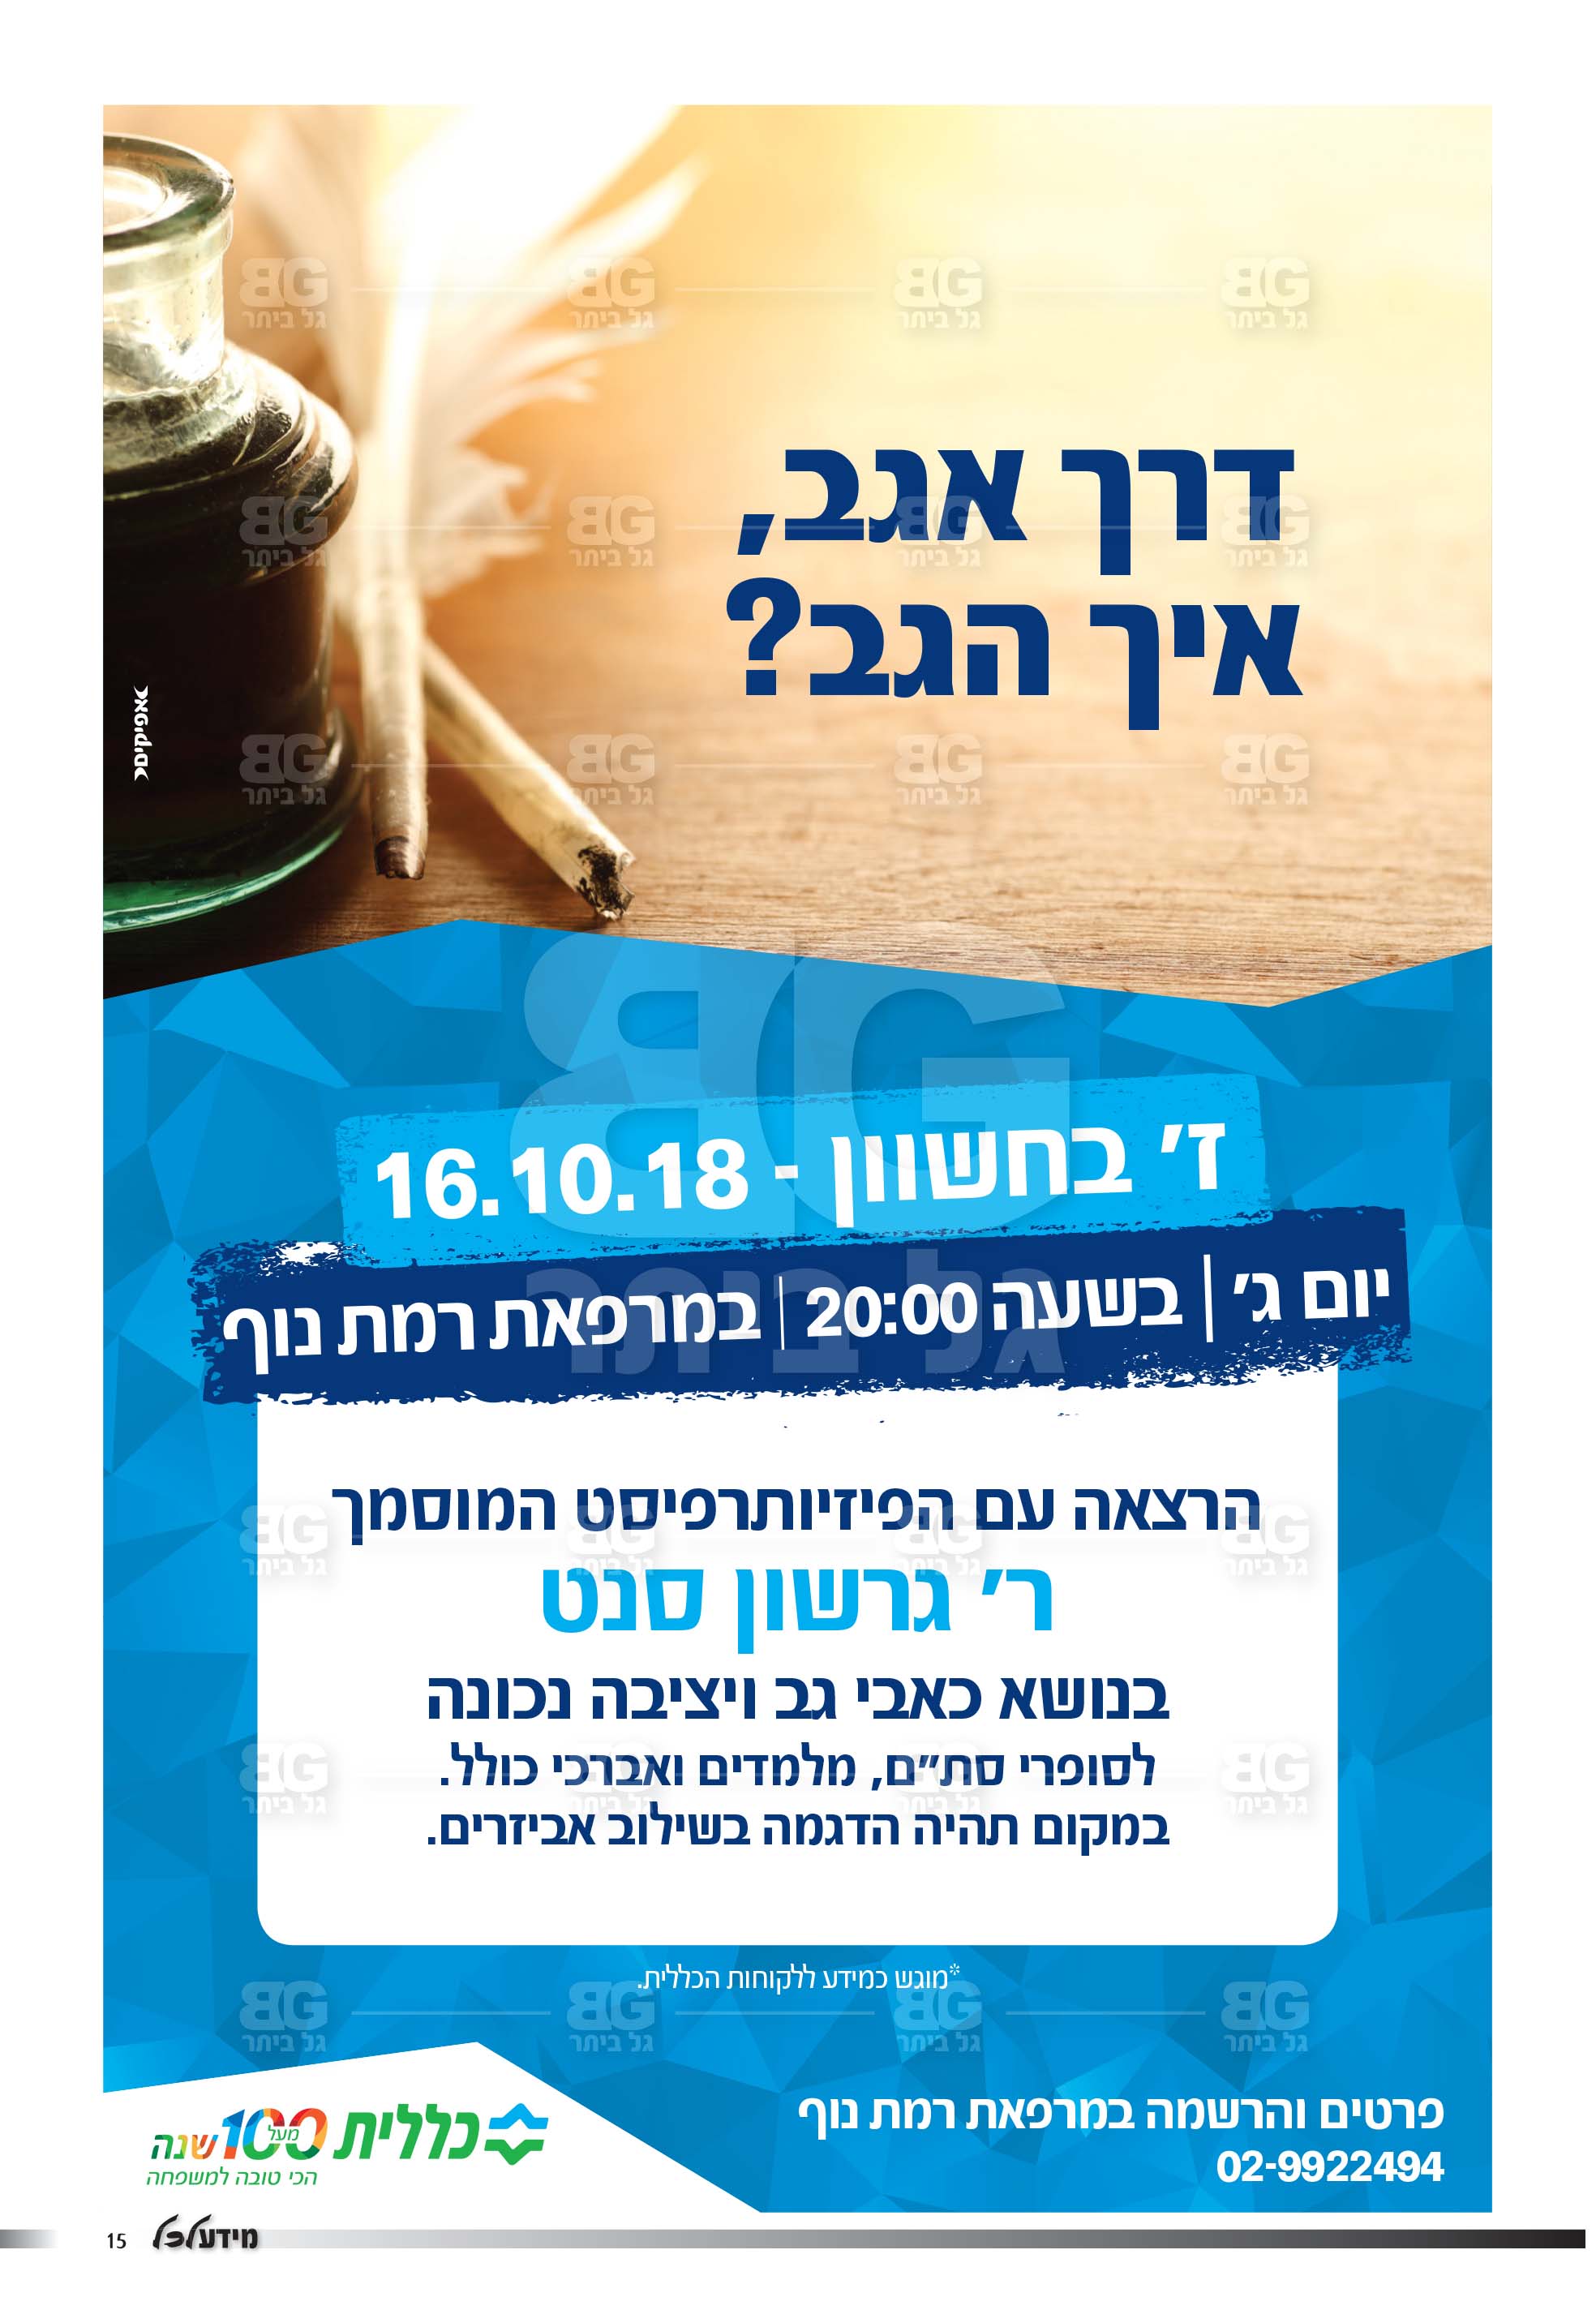 דרך אגב,
איך הגב?
אפיקים
ז' בחשוון - 16.10.18
יום ג' | בשעה 20:00 | במרפאת רמת נוף
הרצאה עם הפיזיותרפיסט המוסמך
ר' גרשון סנט
בנושא כאבי גב ויציבה נכונה
לסופרי סת"ם, מלמדים ואברכי כולל.
במקום תהיה הדגמה בשילוב אביזרים.
*מוגש כמידע ללקוחות הכללית.
פרטים והרשמה במרפאת רמת נוף
02-9922494
כללית מעל 100 שנה
הכי טובה למשפחה
BG
גל ביתר
15 מידע לכל